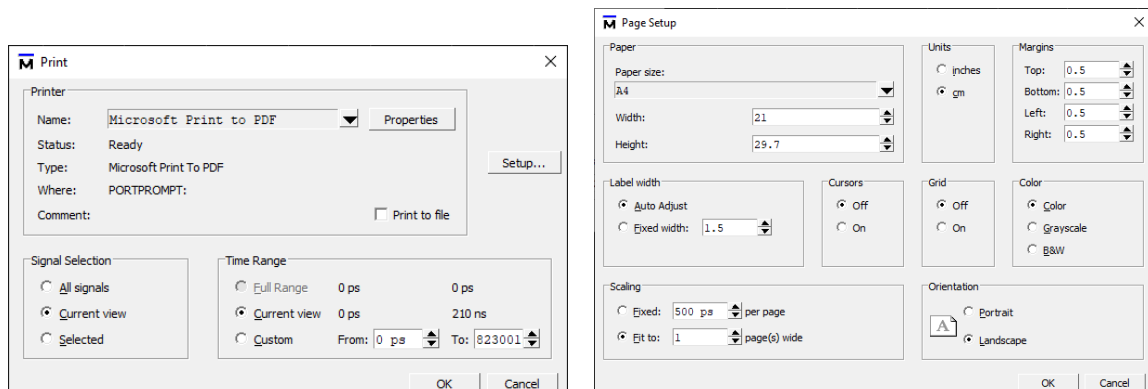 Print
Printer
Name: Microsoft Print to PDF Properties
Status: Ready
Type: Microsoft Print To PDF
Where: PORTPROMPT:
Comment: Print to file
Setup...
Signal Selection
All signals
Current view
Selected
Time Range
Full Range 0 ps 0 ps
Current view 0 ps 210 ns
Custom From: 0 ps To: 823001
OK Cancel
Page Setup
Paper
Paper size:
A4
Width: 21
Height: 29.7
Units
inches
cm
Margins
Top: 0.5
Bottom: 0.5
Left: 0.5
Right: 0.5
Label width
Auto Adjust
Fixed width: 1.5
Cursors
Off
On
Grid
Off
On
Color
Color
Grayscale
B&W
Scaling
Fixed: 500 ps per page
Fit to: 1 page(s) wide
Orientation
A
Portrait
Landscape
OK Cancel